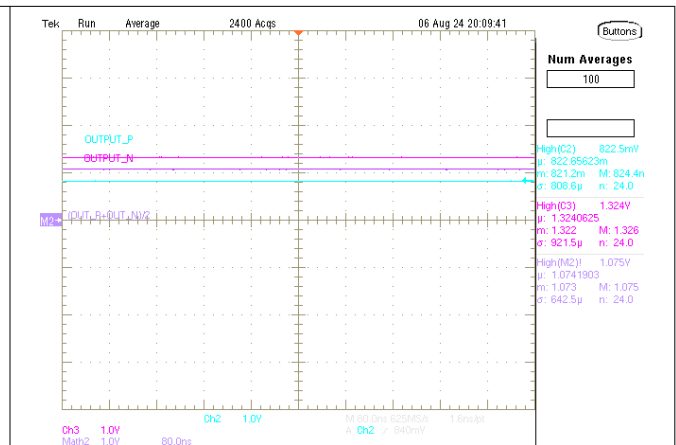 Tek Run Average 2400 Acqs 06 Aug 24 20:09:41
Buttons
Num Averages
100
OUTPUT_P
OUTPUT_N
(OUT_P+OUT_N)/2
M2
High(C2) 822.5mV
µ: 822.65623m
m: 821.2m M: 824.4m
σ: 808.6µ n: 24.0
High(C3) 1.324V
µ: 1.3240625
m: 1.322 M: 1.326
σ: 921.5µ n: 24.0
High(M2)! 1.075V
µ: 1.0741903
m: 1.073 M: 1.075
σ: 642.5µ n: 24.0
Ch2 1.0V M 80.0ns 625MS/s 1.6ns/pt
Ch3 1.0V A Ch2 840mV
Math2 1.0V 80.0ns